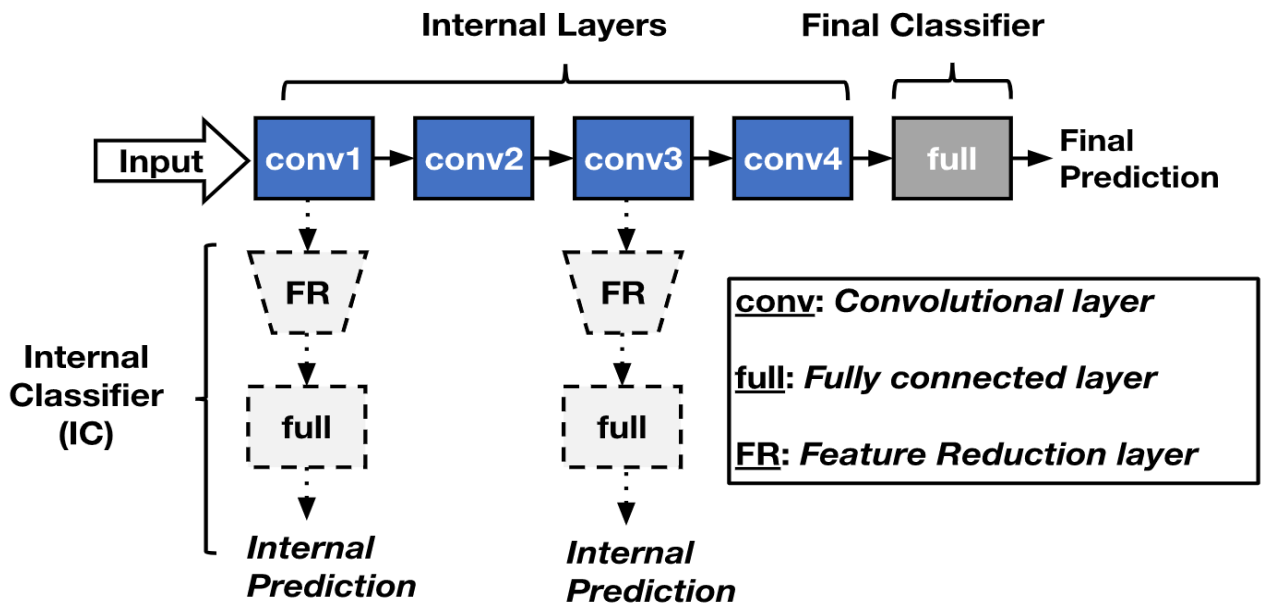 Internal Layers
Final Classifier
Input
conv1
conv2
conv3
conv4
full
Final
Prediction
Internal
Classifier
(IC)
FR
full
Internal
Prediction
FR
full
Internal
Prediction
conv: Convolutional layer
full: Fully connected layer
FR: Feature Reduction layer